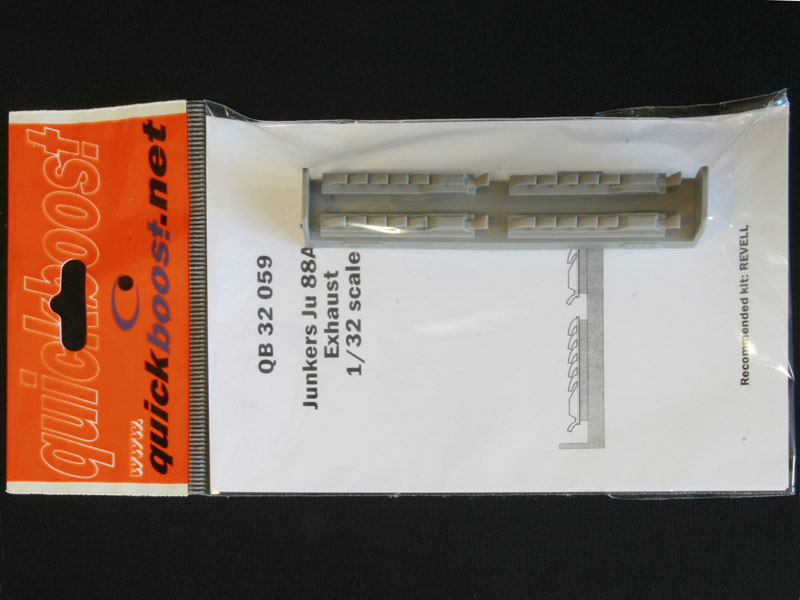 quickboost
www.
quickboost.net
QB 32 059
Junkers Ju 88A
Exhaust
1/32 scale
Recommended kit: REVELL